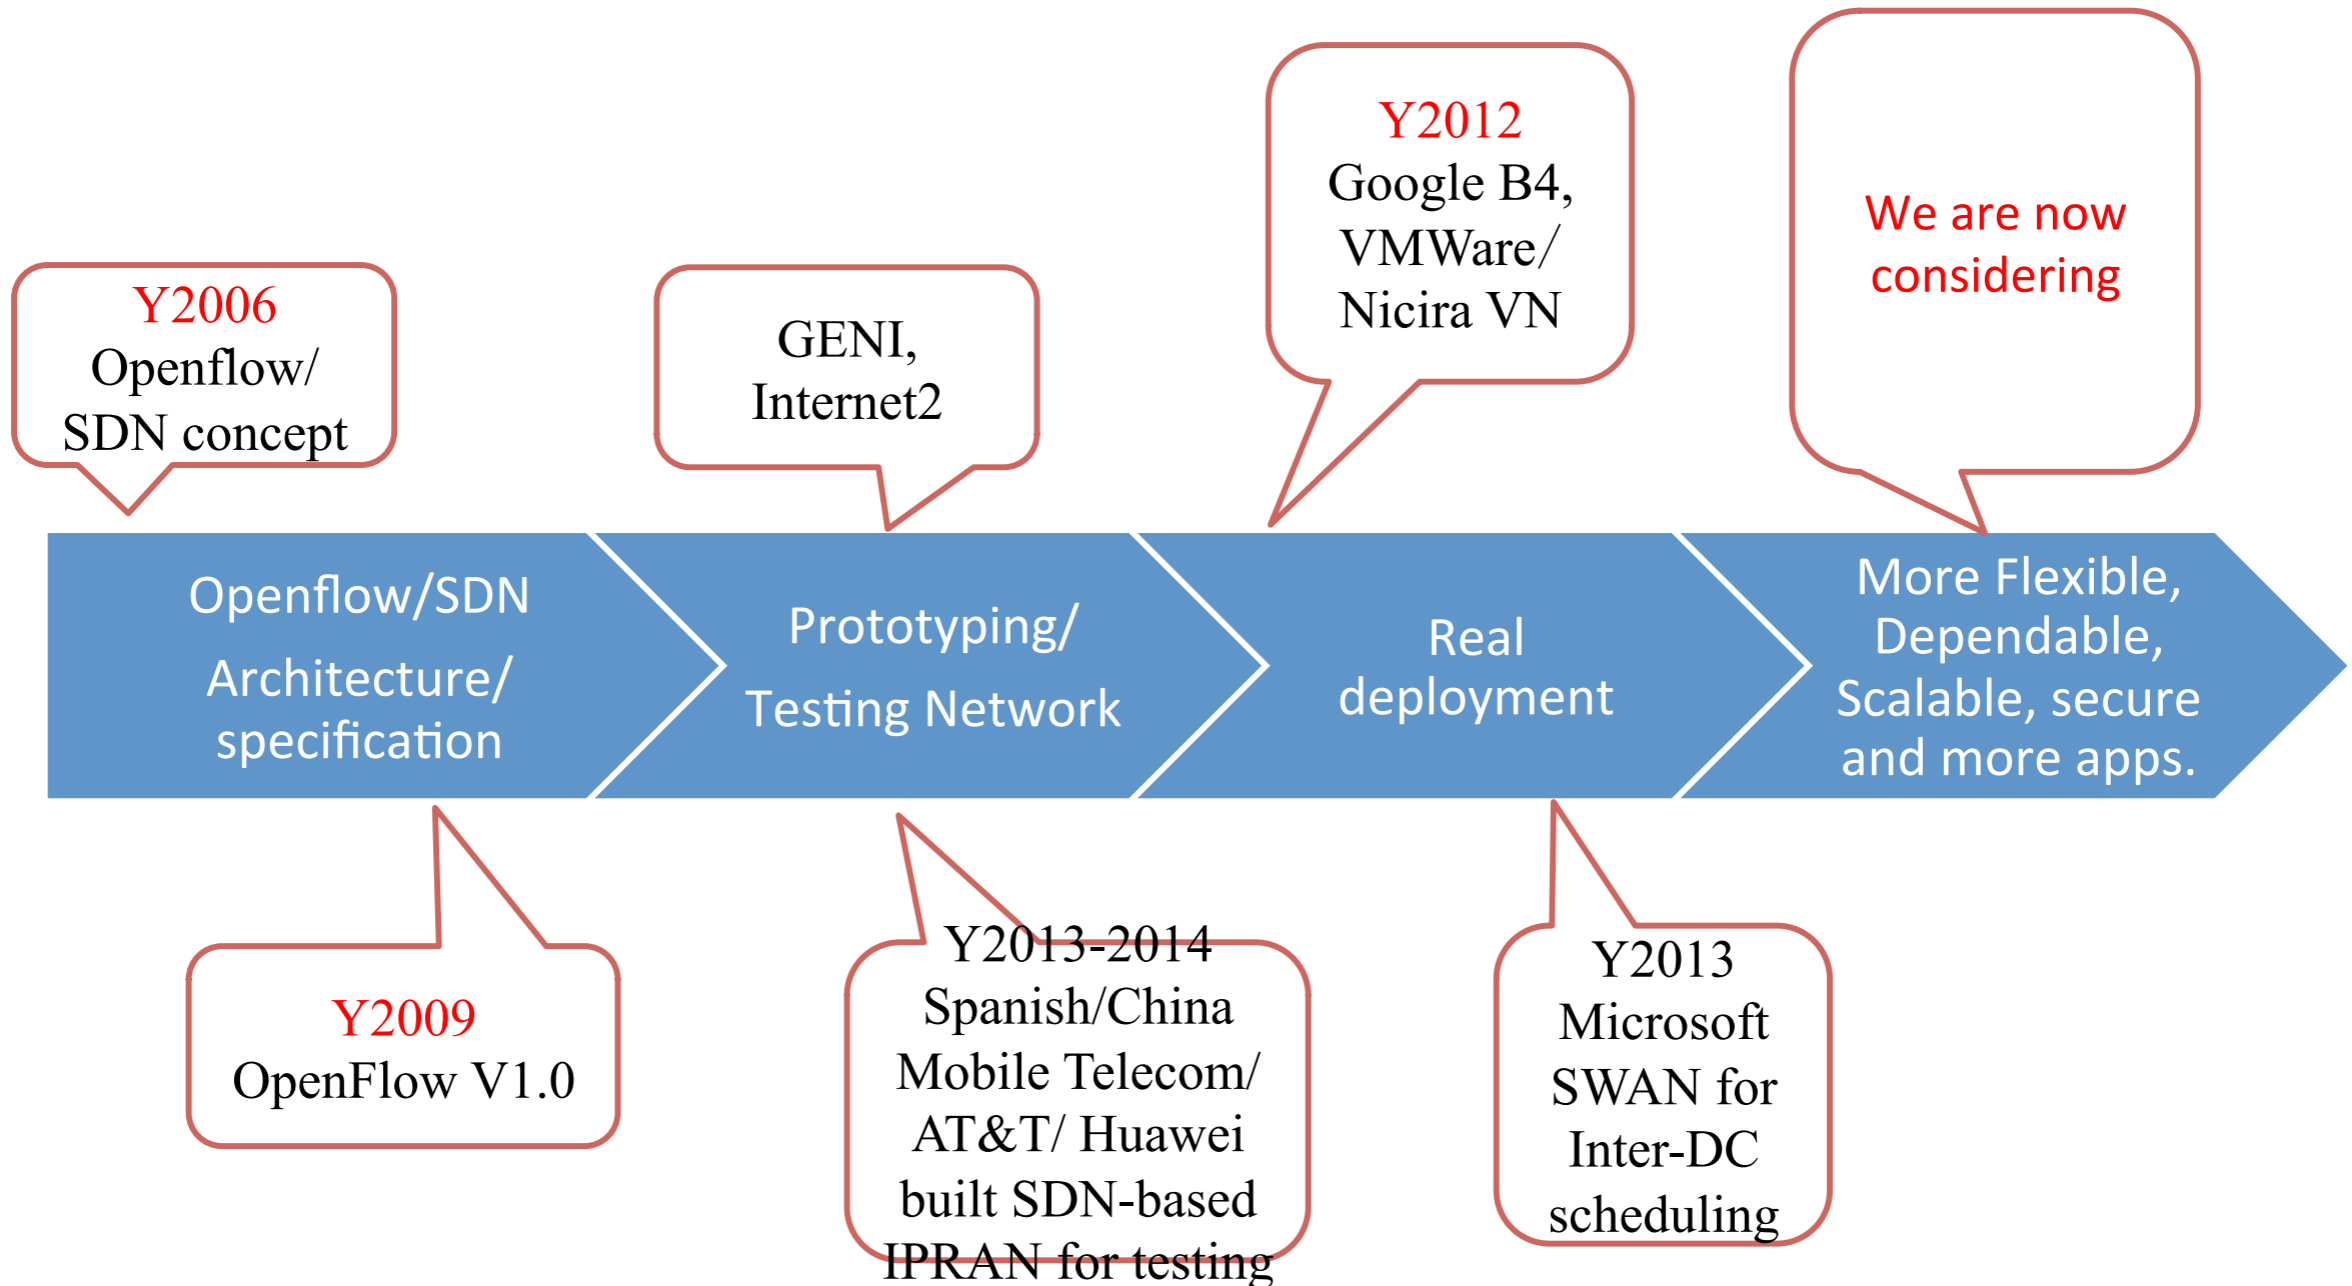 Y2006
Openflow/
SDN concept
GENI,
Internet2
Y2012
Google B4,
VMWare/
Nicira VN
We are now
considering
Openflow/SDN
Architecture/
specification
Prototyping/
Testing Network
Real
deployment
More Flexible,
Dependable,
Scalable, secure
and more apps.
Y2009
OpenFlow V1.0
Y2013-2014
Spanish/China
Mobile Telecom/
AT&T/ Huawei
built SDN-based
IPRAN for testing
Y2013
Microsoft
SWAN for
Inter-DC
scheduling